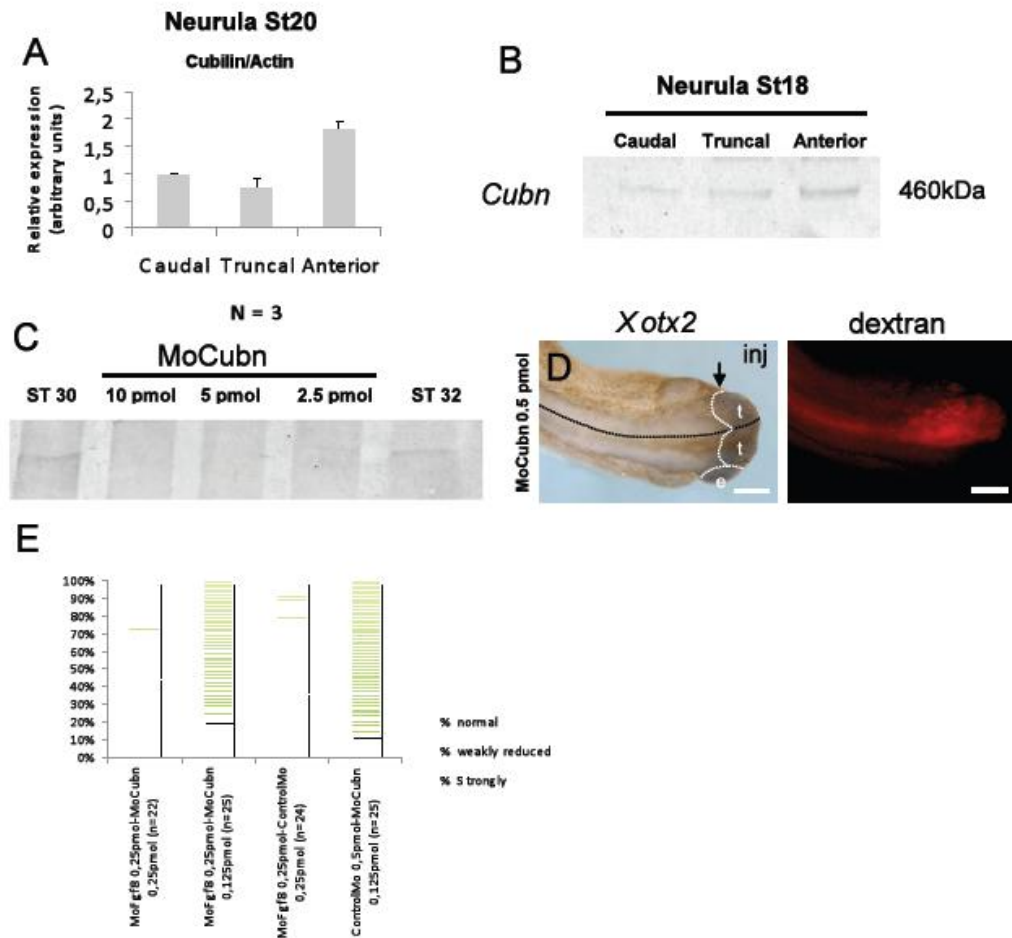 Neurula St20
A
Cubilin/Actin
Relative expression
(arbitrary units)
2,5
2
1,5
1
0,5
0
Caudal Truncal Anterior
N = 3
B
Neurula St18
Caudal Truncal Anterior
Cubn
460kDa
C
MoCubn
ST 30 10 pmol 5 pmol 2.5 pmol ST 32
Xotx2 dextran
MoCubn 0.5 pmol
D
inj
t
t
e
E
100%
90%
80%
70%
60%
50%
40%
30%
20%
10%
0%
MoFgf8 0,25pmol-MoCubn
0,25pmol (n=22)
MoFgf8 0,25pmol-MoCubn
0,125pmol (n=25)
MoFgf8 0,25pmol-ControlMo
0,25pmol (n=24)
ControlMo 0,5pmol-MoCubn
0,125pmol (n=25)
% normal
% weakly reduced
% Strongly